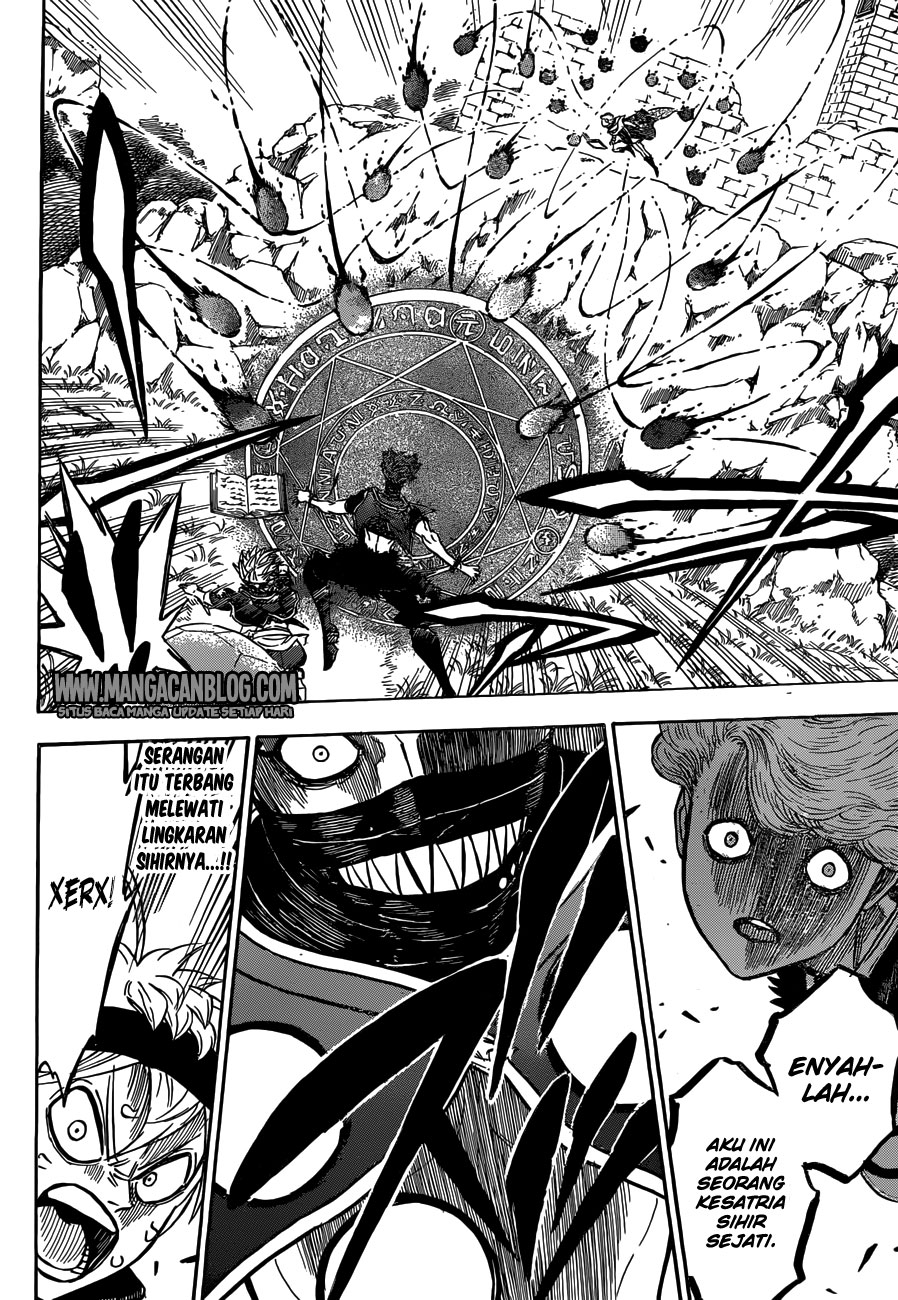 WWW.MANGACANBLOG.COM
SITUS BACA MANGA UPDATE SETIAP HARI
ENYAH-
LAH...
AKU INI
ADALAH
SEORANG
KESATRIA
SIHIR
SEJATI.
SERANGAN
ITU TERBANG
MELEWATI
LINGKARAN
SIHIRNYA...!!
XERX!